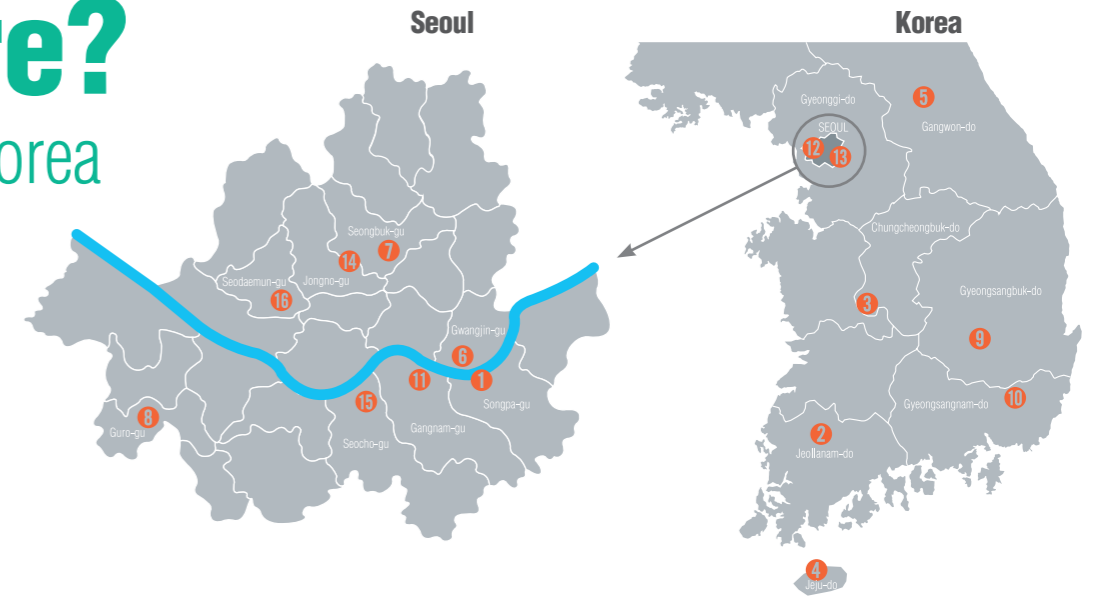 re?
orea
Seoul
Seongbuk-gu
7
14
Seodaemun-gu
Jongno-gu
16
Gwangjin-gu
6
1
11
15
Songpa-gu
8
Guro-gu
Gangnam-gu
Seocho-gu
Korea
5
Gyeonggi-do
Gangwon-do
SEOUL
12
13
Chungcheongbuk-do
Gyeongsangbuk-do
3
9
10
Gyeongsangnam-do
2
Jeollanam-do
4
Jeju-do